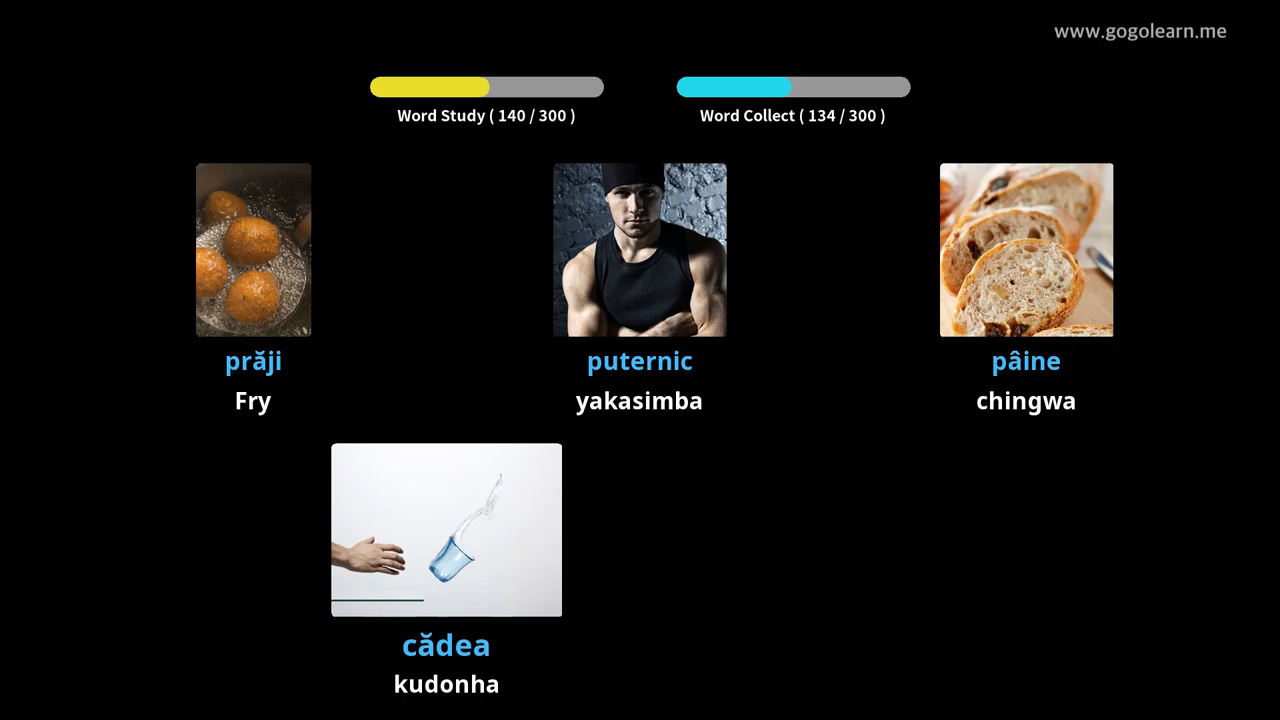 www.gogolearn.me
Word Study ( 140 / 300 )
Word Collect ( 134 / 300 )
prăji
puternic
pâine
Fry
yakasimba
chingwa
cădea
kudonha